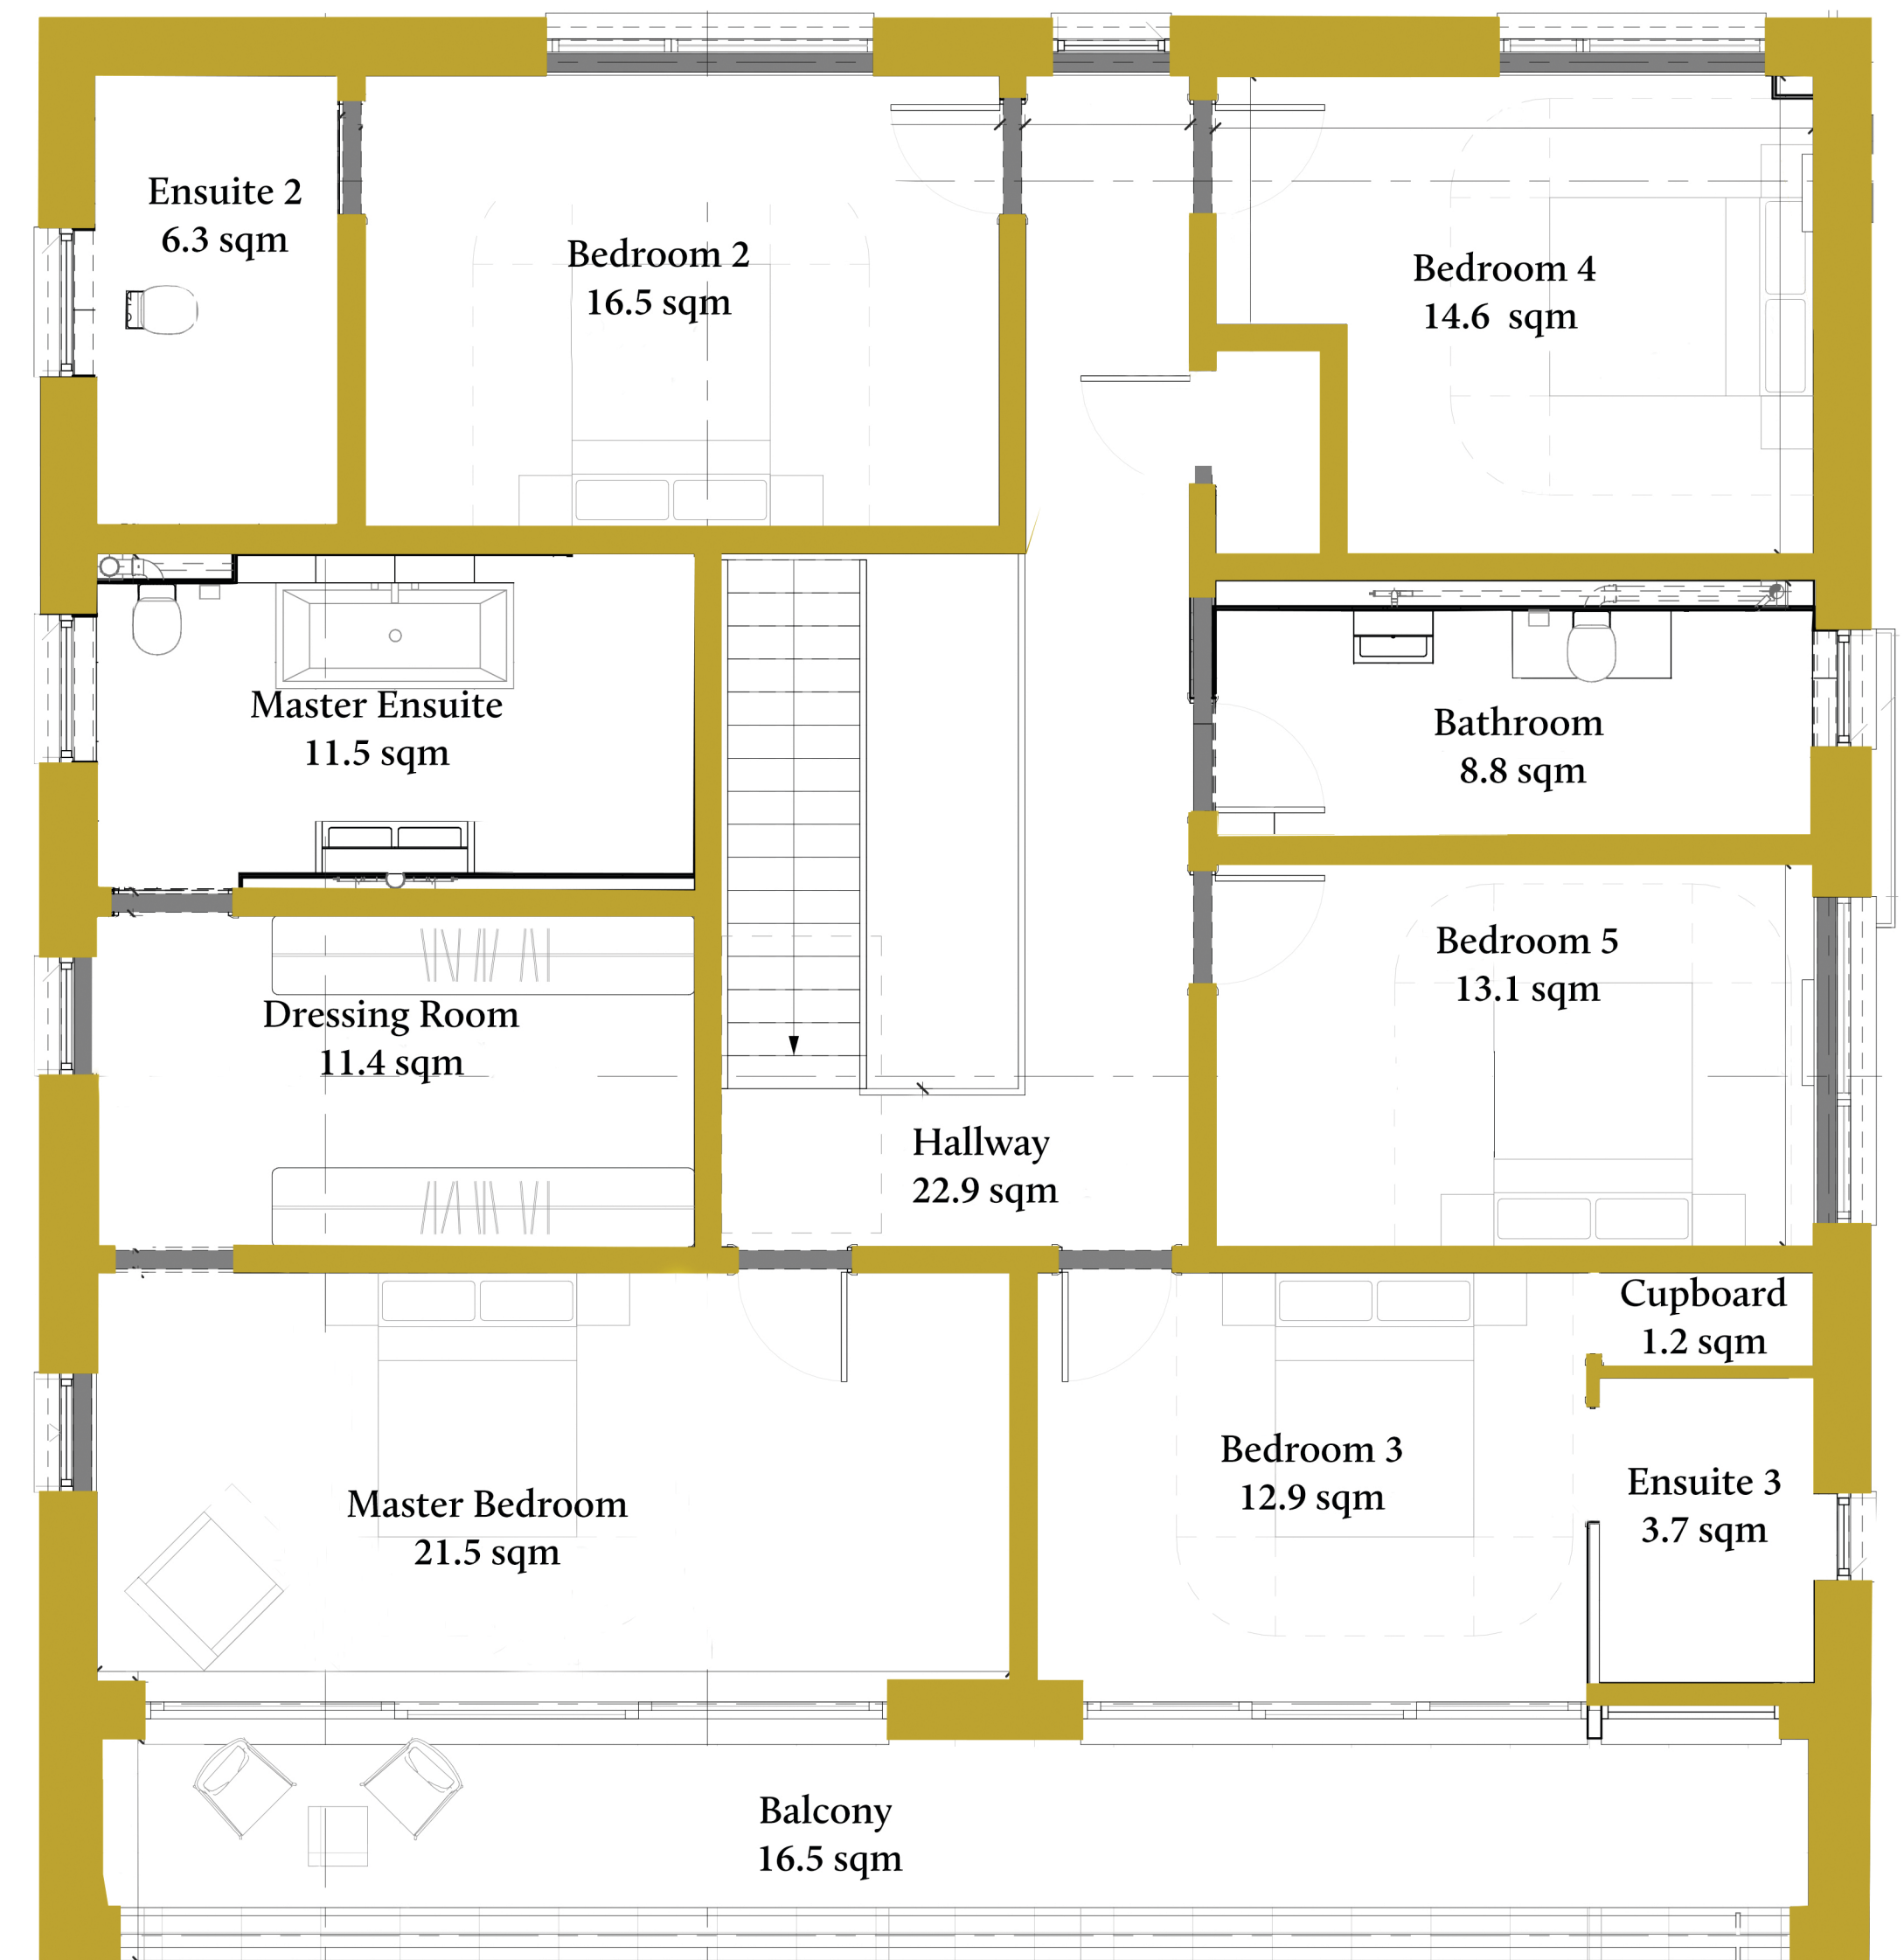 Ensuite 2
6.3 sqm
Bedroom 2
16.5 sqm
Bedroom 4
14.6 sqm
Master Ensuite
11.5 sqm
Bathroom
8.8 sqm
Dressing Room
11.4 sqm
Bedroom 5
13.1 sqm
Hallway
22.9 sqm
Cupboard
1.2 sqm
Master Bedroom
21.5 sqm
Bedroom 3
12.9 sqm
Ensuite 3
3.7 sqm
Balcony
16.5 sqm